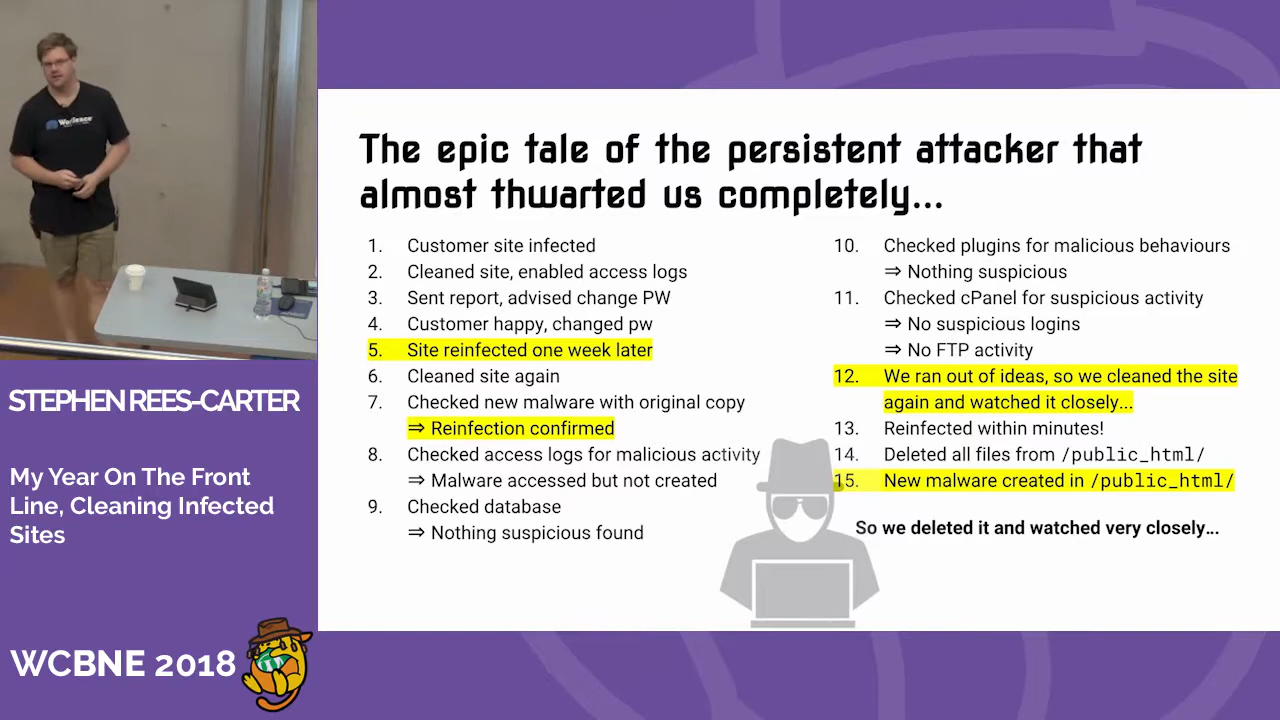 Wordfence
STEPHEN REES-CARTER
My Year On The Front
Line, Cleaning Infected
Sites
WCBNE 2018
The epic tale of the persistent attacker that
almost thwarted us completely...
1. Customer site infected
2. Cleaned site, enabled access logs
3. Sent report, advised change PW
4. Customer happy, changed pw
5. Site reinfected one week later
6. Cleaned site again
7. Checked new malware with original copy
⇒ Reinfection confirmed
8. Checked access logs for malicious activity
⇒ Malware accessed but not created
9. Checked database
⇒ Nothing suspicious found
10. Checked plugins for malicious behaviours
⇒ Nothing suspicious
11. Checked cPanel for suspicious activity
⇒ No suspicious logins
⇒ No FTP activity
12. We ran out of ideas, so we cleaned the site
again and watched it closely...
13. Reinfected within minutes!
14. Deleted all files from /public_html/
15. New malware created in /public_html/
So we deleted it and watched very closely...